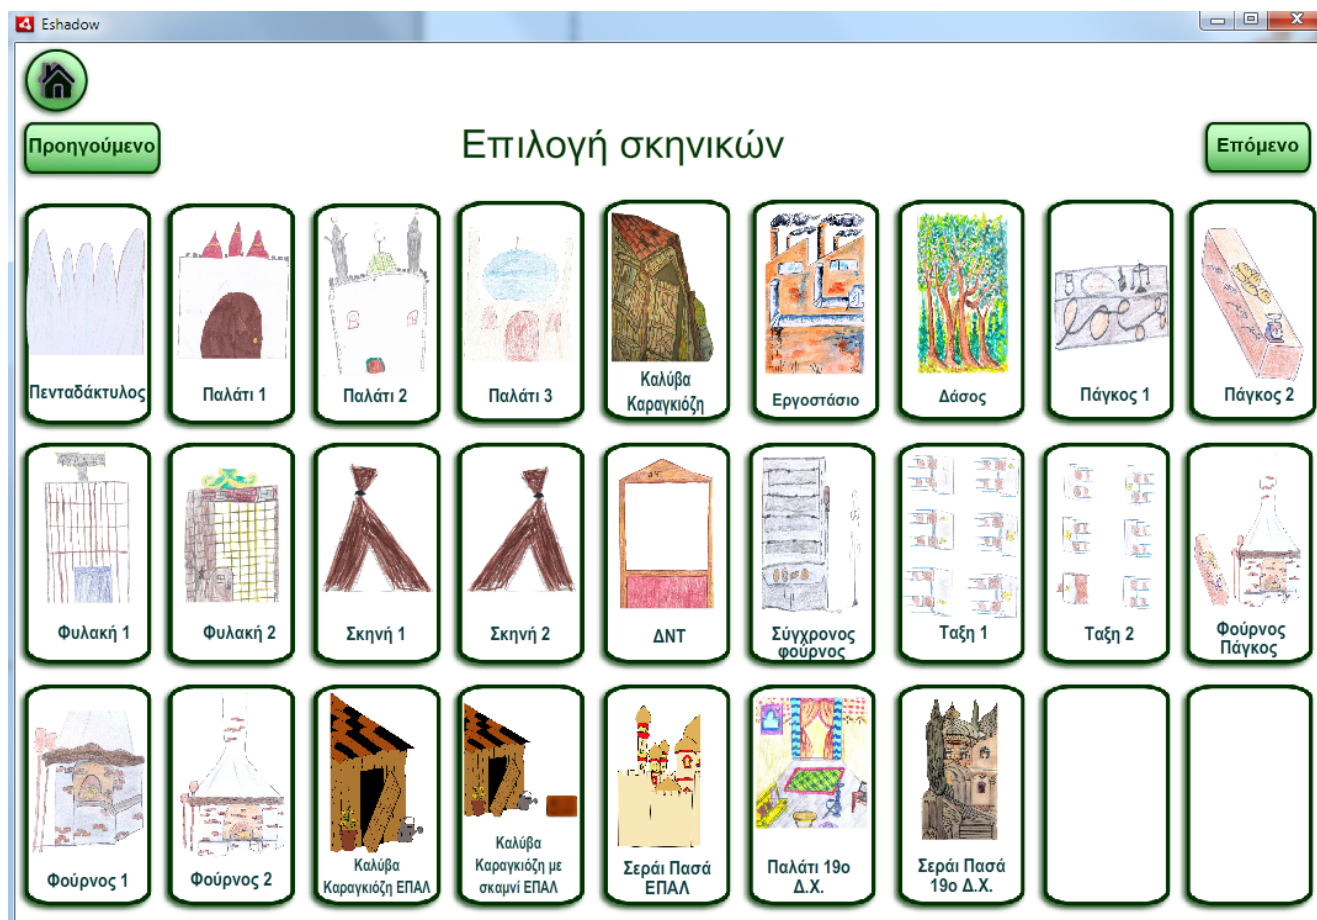 Eshadow
Προηγούμενο
Επιλογή σκηνικών
Επόμενο
Πενταδάκτυλος
Παλάτι 1
Παλάτι 2
Παλάτι 3
Καλύβα
Καραγκιόζη
Εργοστάσιο
Δάσος
Πάγκος 1
Πάγκος 2
Φυλακή 1
Φυλακή 2
Σκηνή 1
Σκηνή 2
ΔΝΤ
Σύγχρονος
φούρνος
Ταξη 1
Ταξη 2
Φούρνος
Πάγκος
Φούρνος 1
Φούρνος 2
Καλύβα
Καραγκιόζη ΕΠΑΛ
Καλύβα
Καραγκιόζη με
σκαμνί ΕΠΑΛ
Σεράι Πασά
ΕΠΑΛ
Παλάτι 19ο
Δ.Χ.
Σεράι Πασά
19ο Δ.Χ.